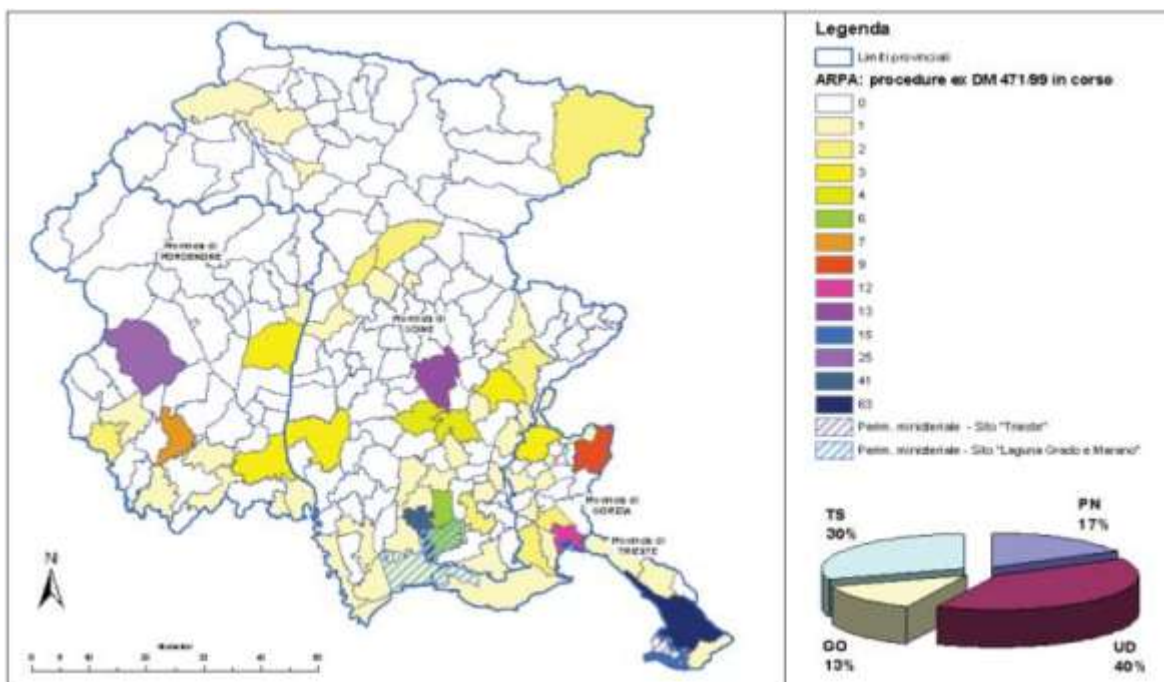 Legenda
Limiti provinciali
ARPA: procedure ex DM 471/99 in corso
0
1
2
3
4
6
7
9
12
13
15
25
41
63
Perim. ministeriale - Sito "Trieste"
Perim. ministeriale - Sito "Laguna Grado e Marano"
Provincia di
PORDENONE
Provincia di
UDINE
Provincia di
GORIZIA
Provincia di
TRIESTE
N
TS
30%
PN
17%
GO
13%
UD
40%